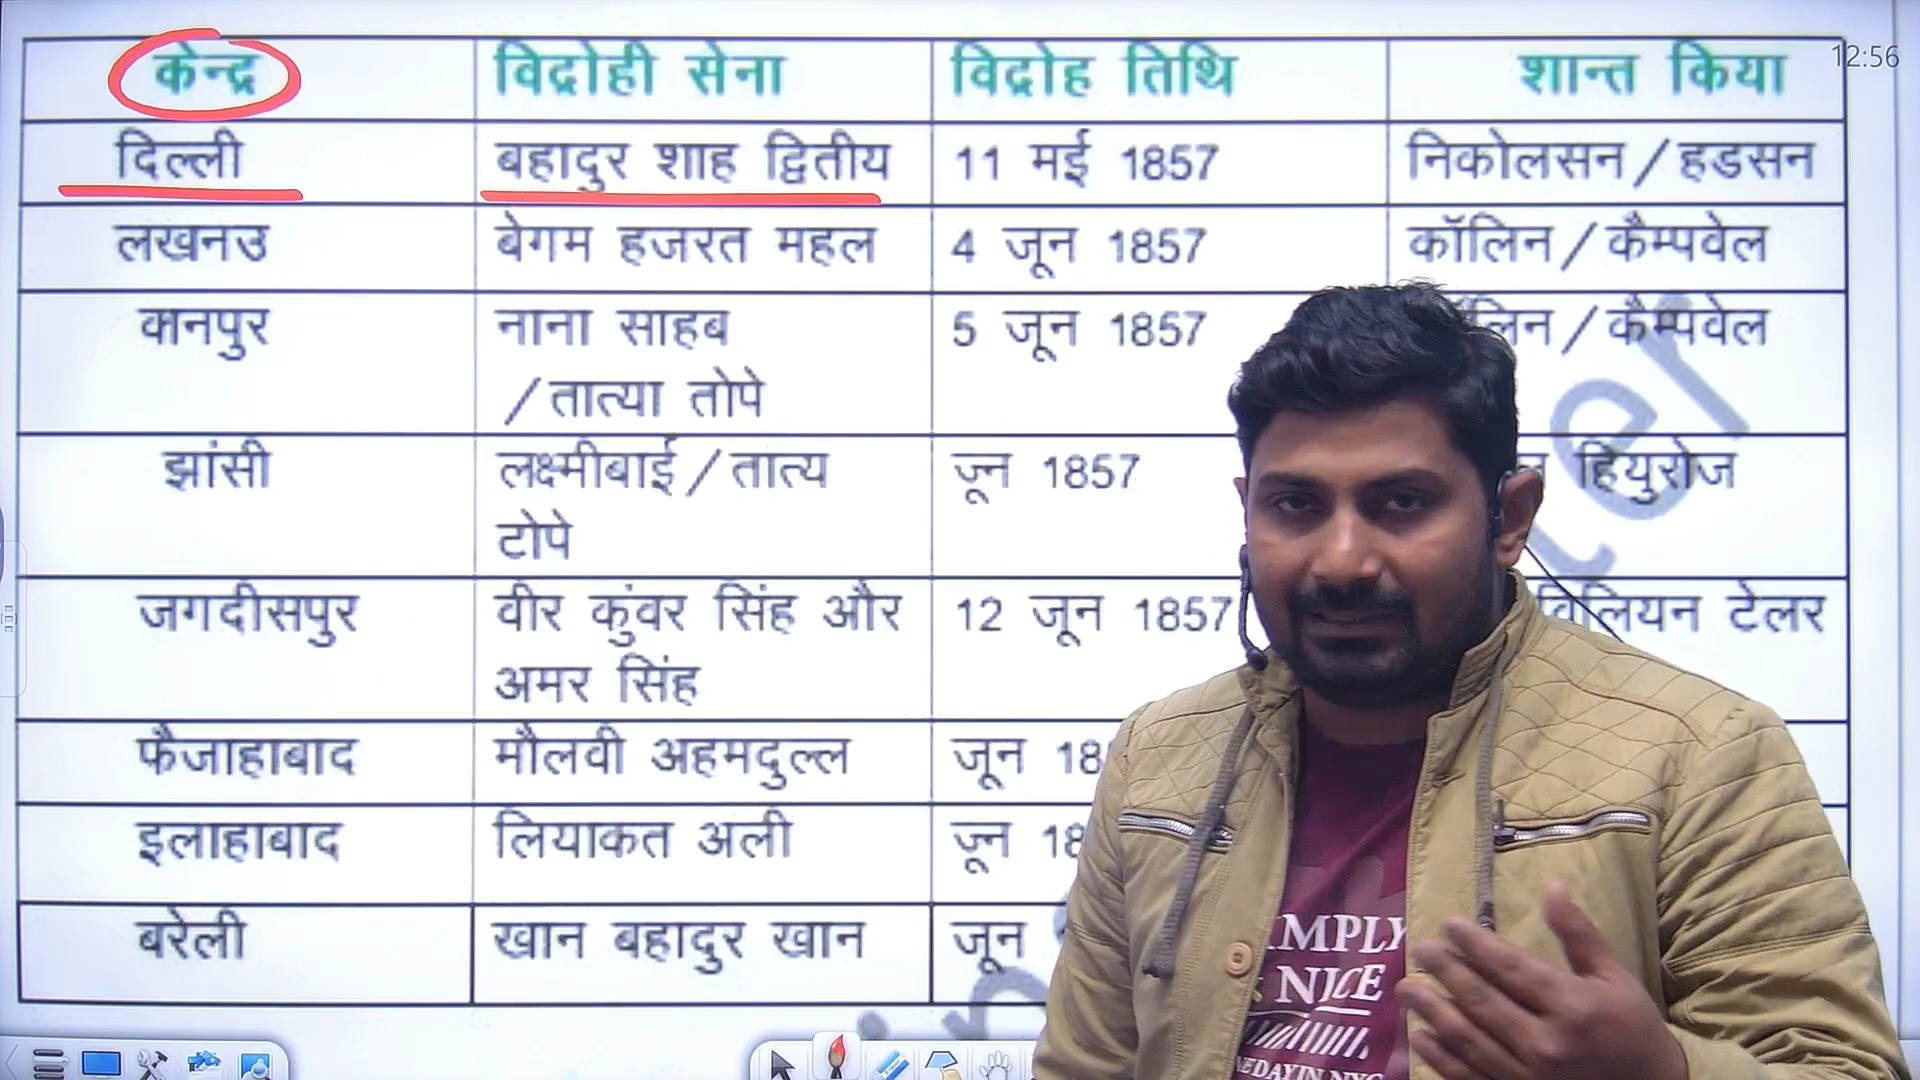 12:56
केन्द्र विद्रोही सेना विद्रोह तिथि शान्त किया
दिल्ली बहादुर शाह द्वितीय 11 मई 1857 निकोलसन/हडसन
लखनउ बेगम हजरत महल 4 जून 1857 कॉलिन/कैम्पवेल
कानपुर नाना साहब 5 जून 1857 /कैम्पवेल
/तात्या तोपे
झांसी लक्ष्मीबाई/तात्य जून 1857 हियुरोज
टोपे
जगदीसपुर वीर कुंवर सिंह और 12 जून 1857 विलियन टेलर
अमर सिंह
फैजाहाबाद मौलवी अहमदुल्ल जून
इलाहाबाद लियाकत अली जून
बरेली खान बहादुर खान जून
NICE